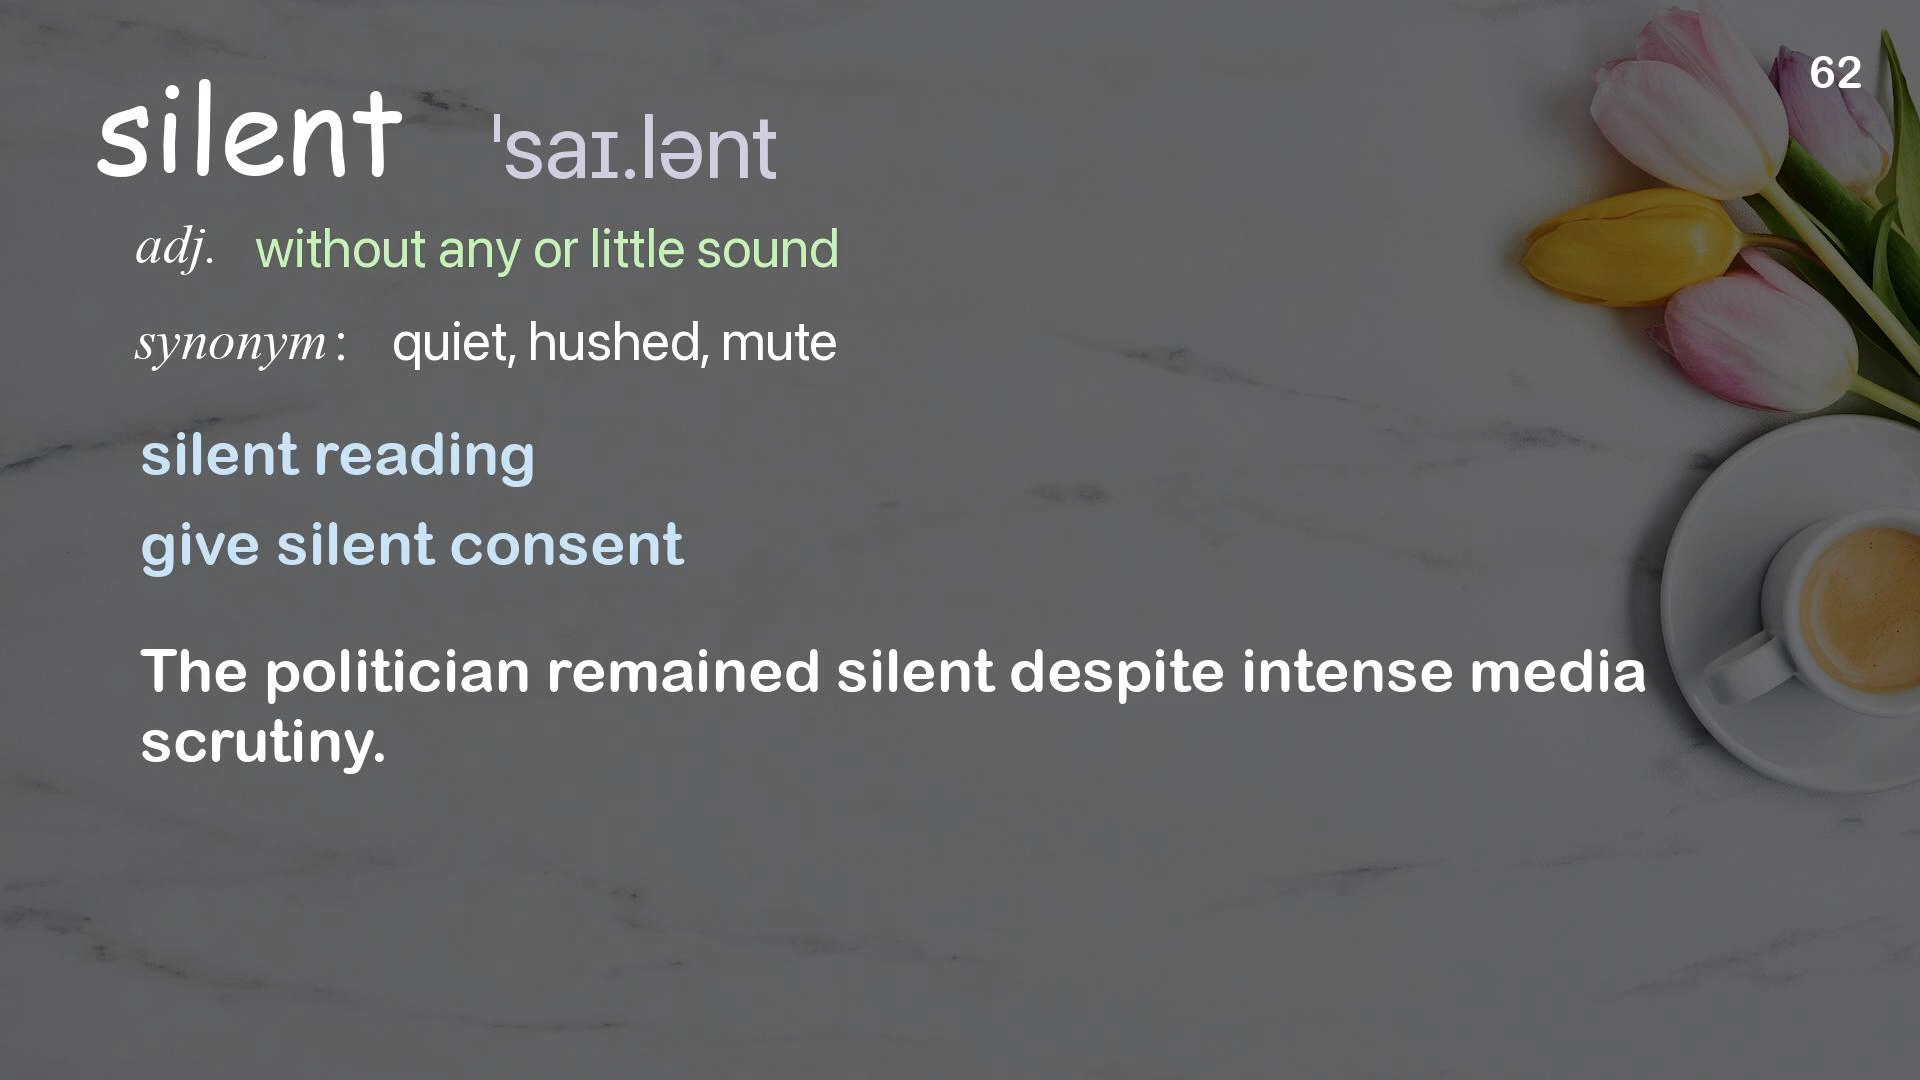 62
silent ˈsaɪ.lənt
adj. without any or little sound
synonym : quiet, hushed, mute
silent reading
give silent consent
The politician remained silent despite intense media
scrutiny.